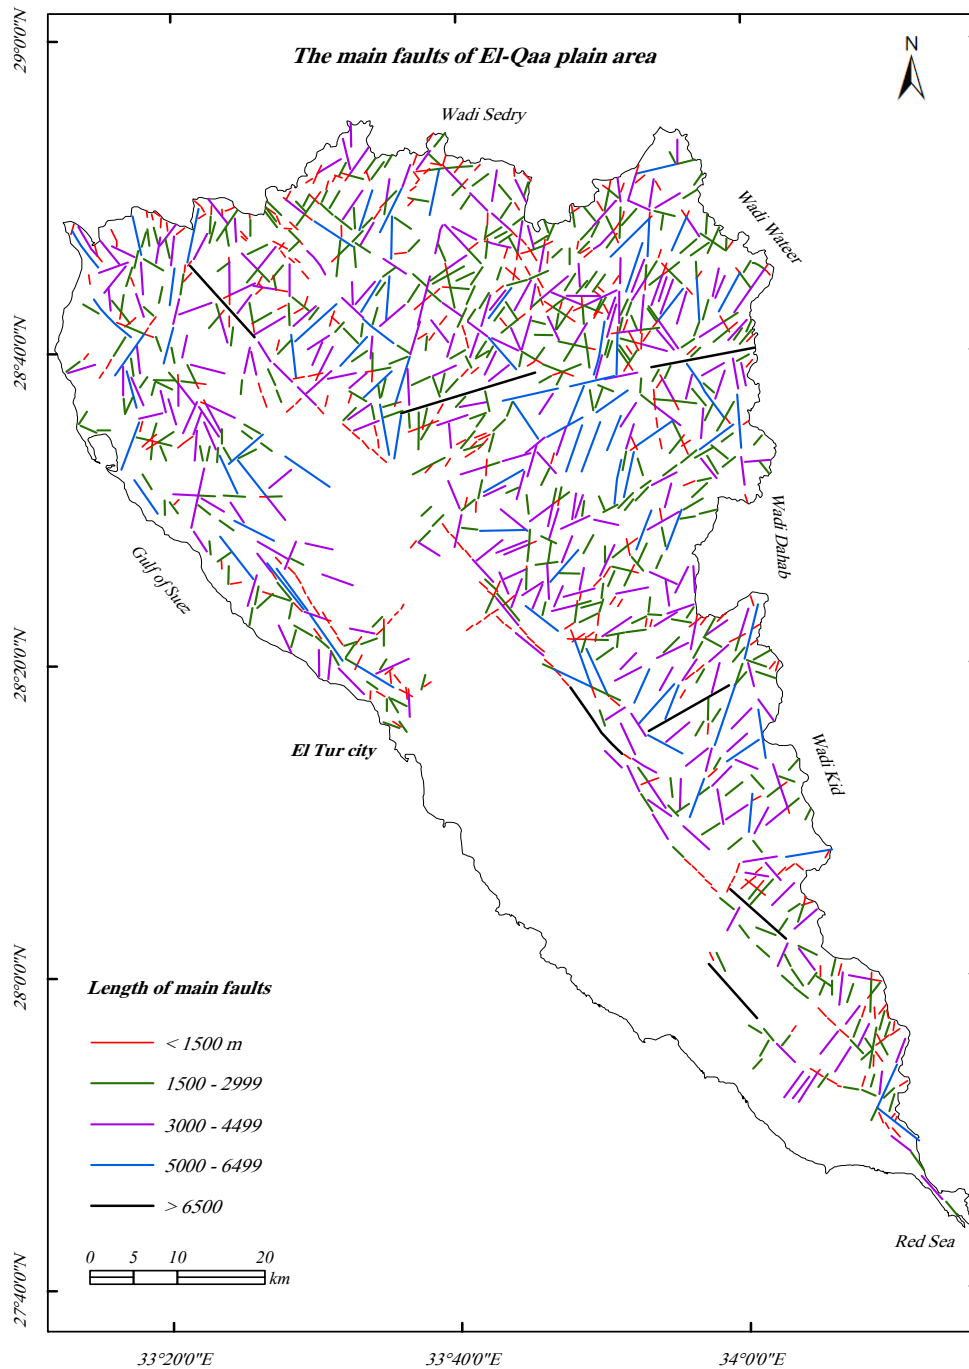 The main faults of El-Qaa plain area
N
Wadi Sedry
Wadi Wateer
Wadi Dahab
Gulf of Suez
El Tur city
Wadi Kid
Red Sea
Length of main faults
< 1500 m
1500 - 2999
3000 - 4499
5000 - 6499
> 6500
0 5 10 20
km
29°0'0"N
28°40'0"N
28°20'0"N
28°0'0"N
27°40'0"N
33°20'0"E 33°40'0"E 34°0'0"E